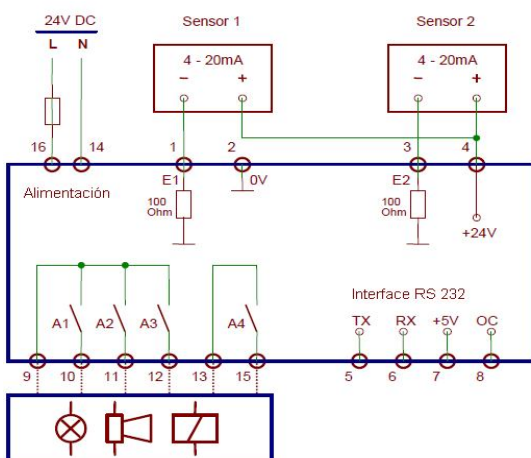 24V DC
Sensor 1
Sensor 2
L N
4 - 20mA
4 - 20mA
− +
− +
16 14 1 2 3 4
Alimentación
E1
0V
E2
100 Ohm
100 Ohm
+24V
Interface RS 232
A1 A2 A3 A4
TX RX +5V OC
9 10 11 12 13 15
5 6 7 8